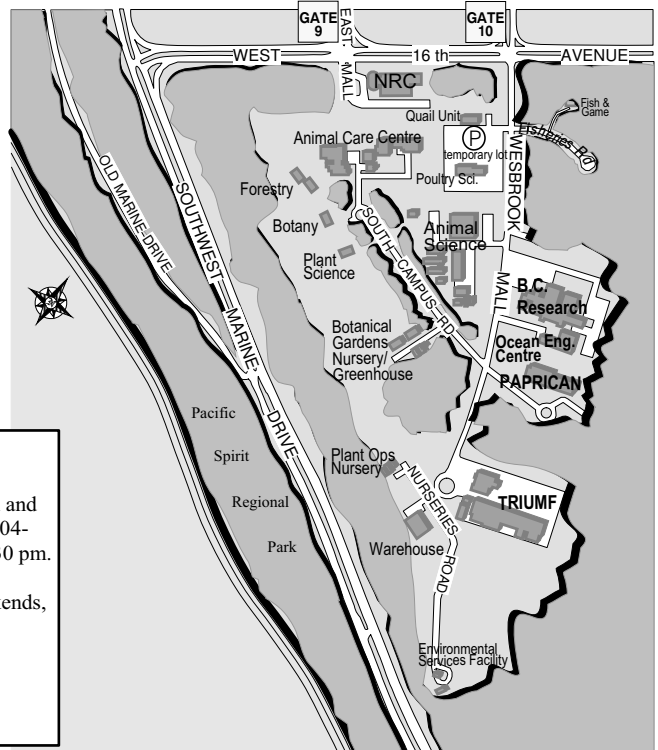 GATE
9
EAST MALL
GATE
10
WEST 16 th AVENUE
NRC
Quail Unit
Fish &
Game
Fisheries Rd
P
temporary lot
Animal Care Centre
Poultry Sci.
WESBROOK
MALL
OLD MARINE DRIVE
SOUTHWEST MARINE DRIVE
Forestry
Botany
Plant
Science
SOUTH CAMPUS RD
Animal
Science
B.C.
Research
Botanical
Gardens
Nursery/
Greenhouse
Ocean Eng.
Centre
PAPRICAN
Pacific
Spirit
Regional
Park
Plant Ops
Nursery
NURSERIES
ROAD
TRIUMF
Warehouse
Environmental
Services Facility
and
04-
0 pm.
ends,